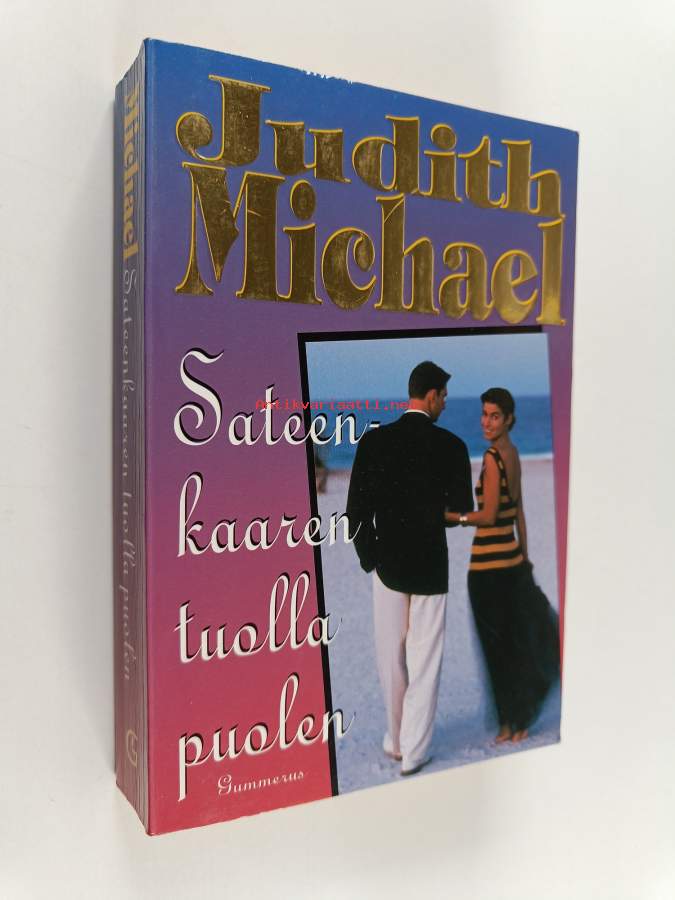 Judith
Michael
Sateen-
kaaren
tuolla
puolen
Gummerus
Michael Sateenkaaren tuolla puolen
G
Antikvariaatti.net